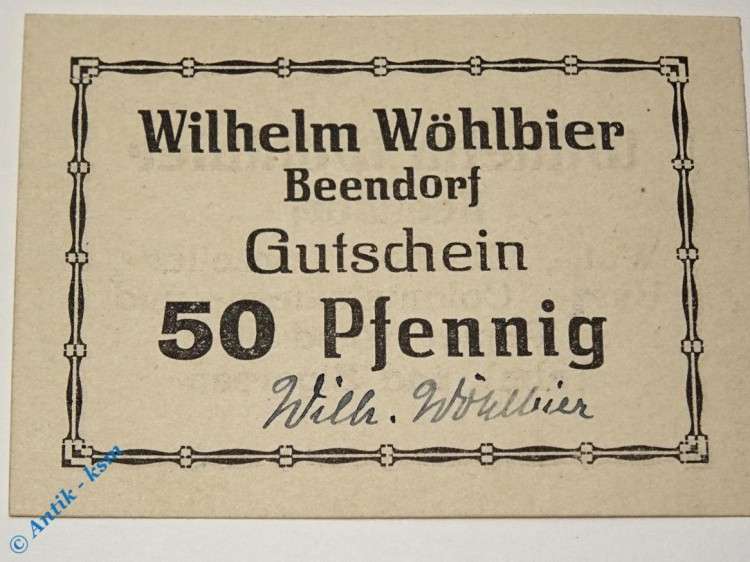 Wilhelm Wöhlbier
Beendorf
Gutschein
50 Pfennig
Wilh. Wöhlbier
© Antik - ksm